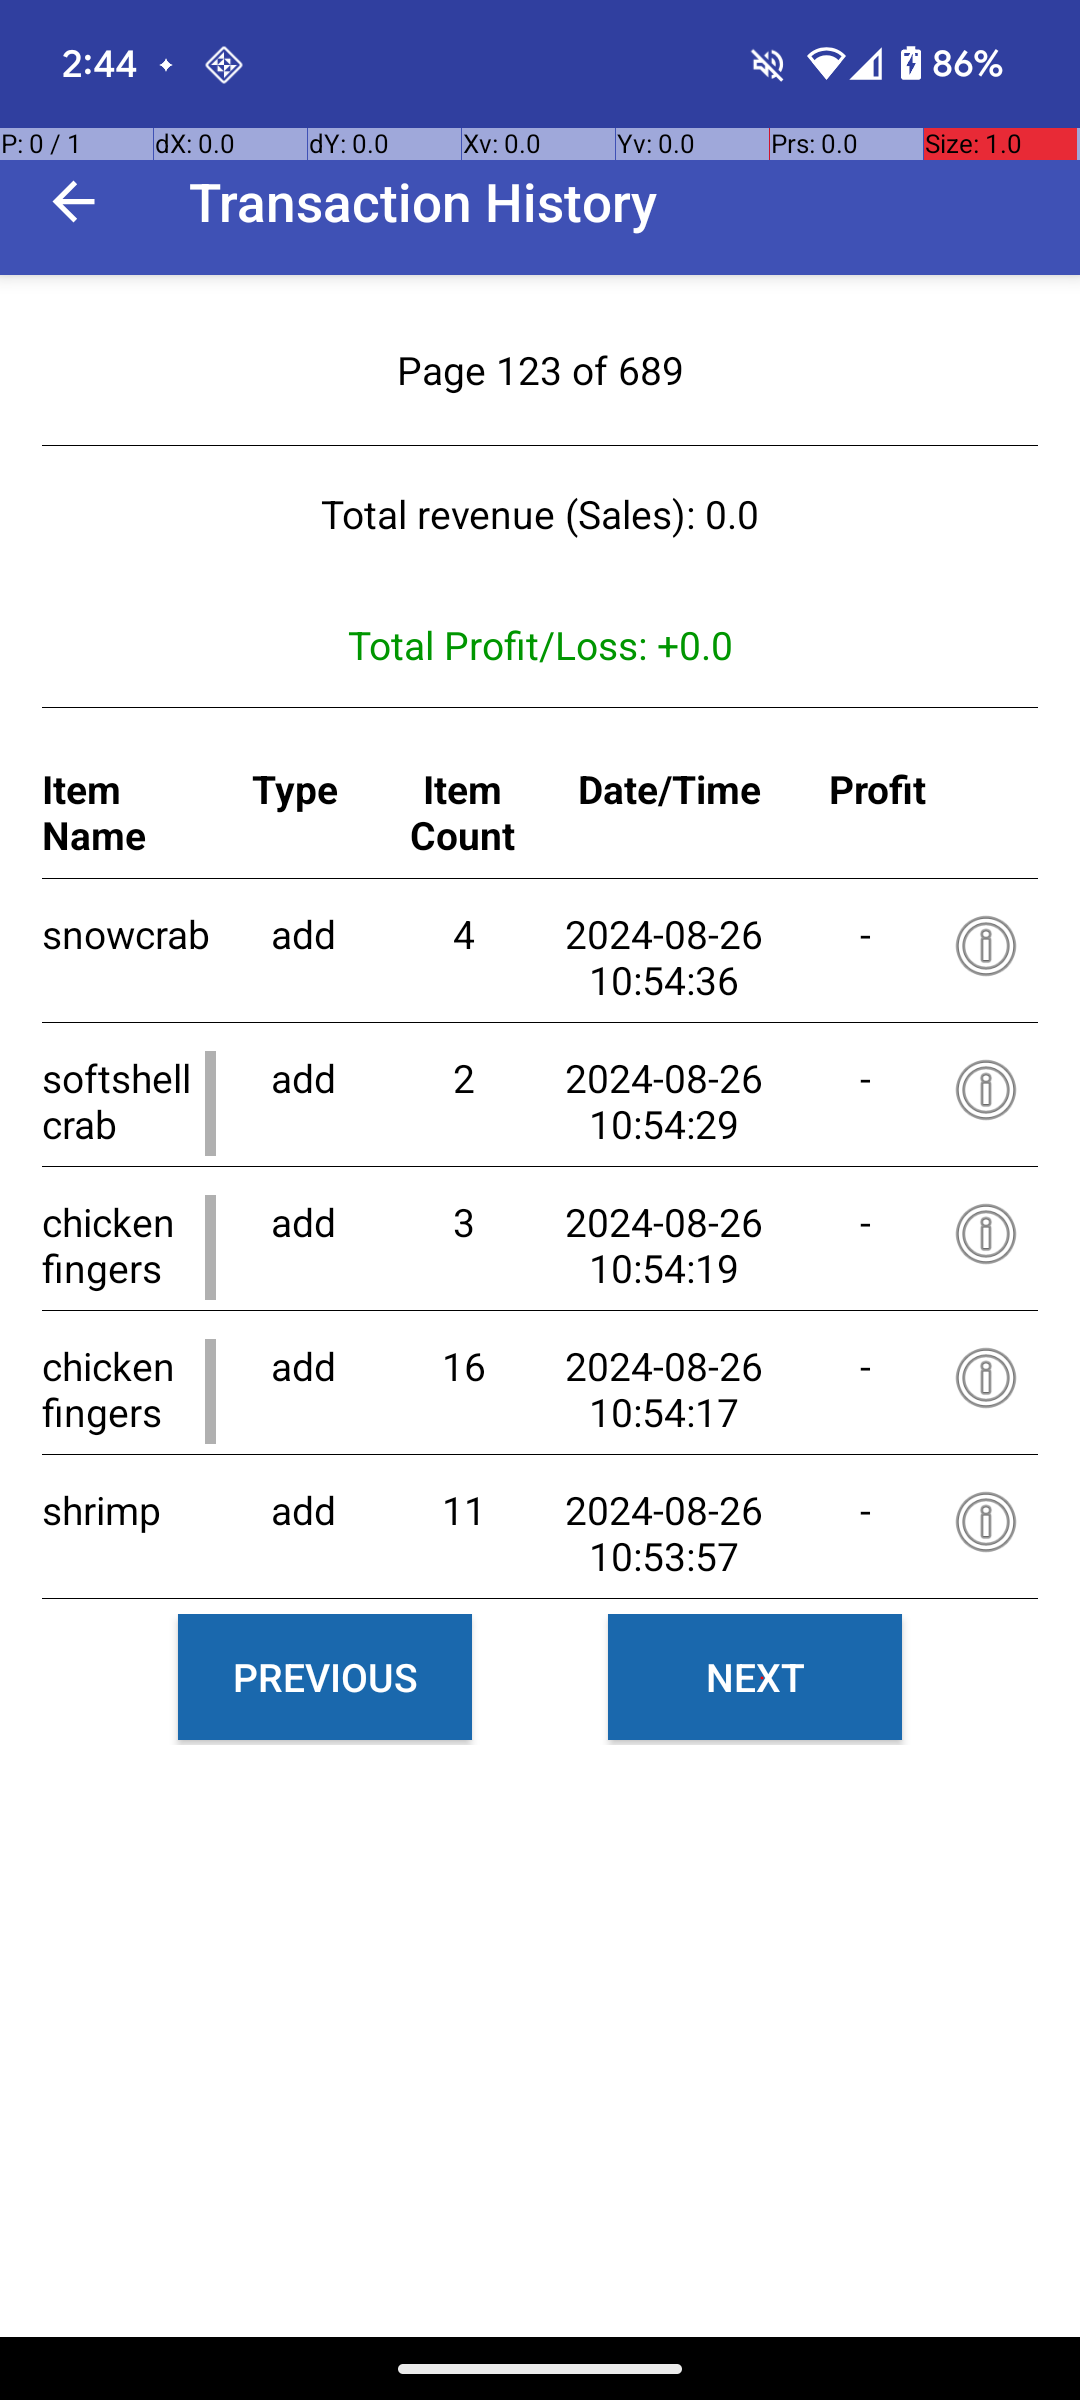 2:44
86%
P: 0 / 1 dX: 0.0 dY: 0.0 Xv: 0.0 Yv: 0.0 Prs: 0.0 Size: 1.0
Transaction History
Page 123 of 689
Total revenue (Sales): 0.0
Total Profit/Loss: +0.0
Item Name Type Item Count Date/Time Profit
snowcrab add 4 2024-08-26 10:54:36 -
softshell crab add 2 2024-08-26 10:54:29 -
chicken fingers add 3 2024-08-26 10:54:19 -
chicken fingers add 16 2024-08-26 10:54:17 -
shrimp add 11 2024-08-26 10:53:57 -
PREVIOUS NEXT